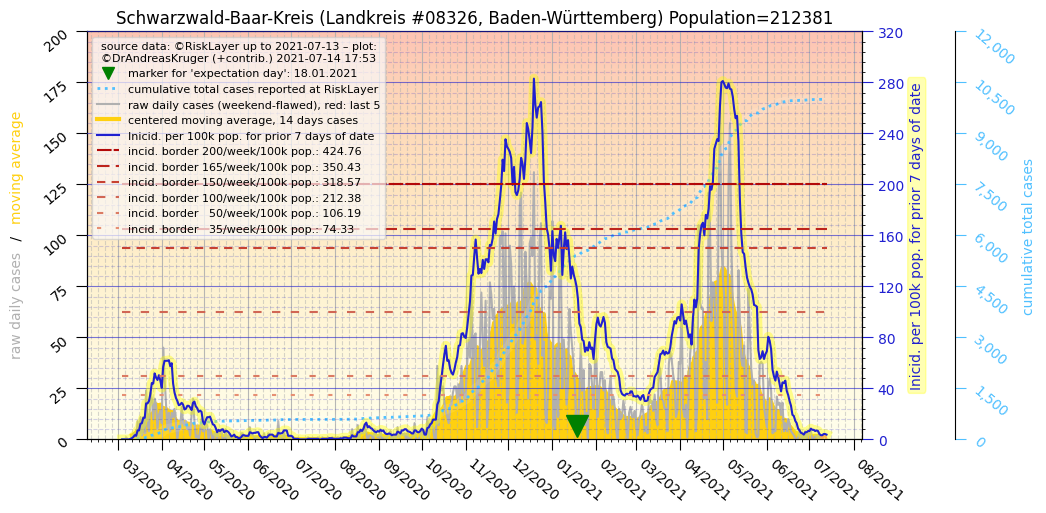 Schwarzwald-Baar-Kreis (Landkreis #08326, Baden-Württemberg) Population=212381
source data: ©RiskLayer up to 2021-07-13 – plot:
©DrAndreasKruger (+contrib.) 2021-07-14 17:53
marker for 'expectation day': 18.01.2021
cumulative total cases reported at RiskLayer
raw daily cases (weekend-flawed), red: last 5
centered moving average, 14 days cases
Inicid. per 100k pop. for prior 7 days of date
incid. border 200/week/100k pop.: 424.76
incid. border 165/week/100k pop.: 350.43
incid. border 150/week/100k pop.: 318.57
incid. border 100/week/100k pop.: 212.38
incid. border   50/week/100k pop.: 106.19
incid. border   35/week/100k pop.: 74.33
raw daily cases / moving average
200
175
150
125
100
75
50
25
0
320
280
240
200
160
120
80
40
0
Inicid. per 100k pop. for prior 7 days of date
12,000
10,500
9,000
7,500
6,000
4,500
3,000
1,500
0
cumulative total cases
03/2020
04/2020
05/2020
06/2020
07/2020
08/2020
09/2020
10/2020
11/2020
12/2020
01/2021
02/2021
03/2021
04/2021
05/2021
06/2021
07/2021
08/2021